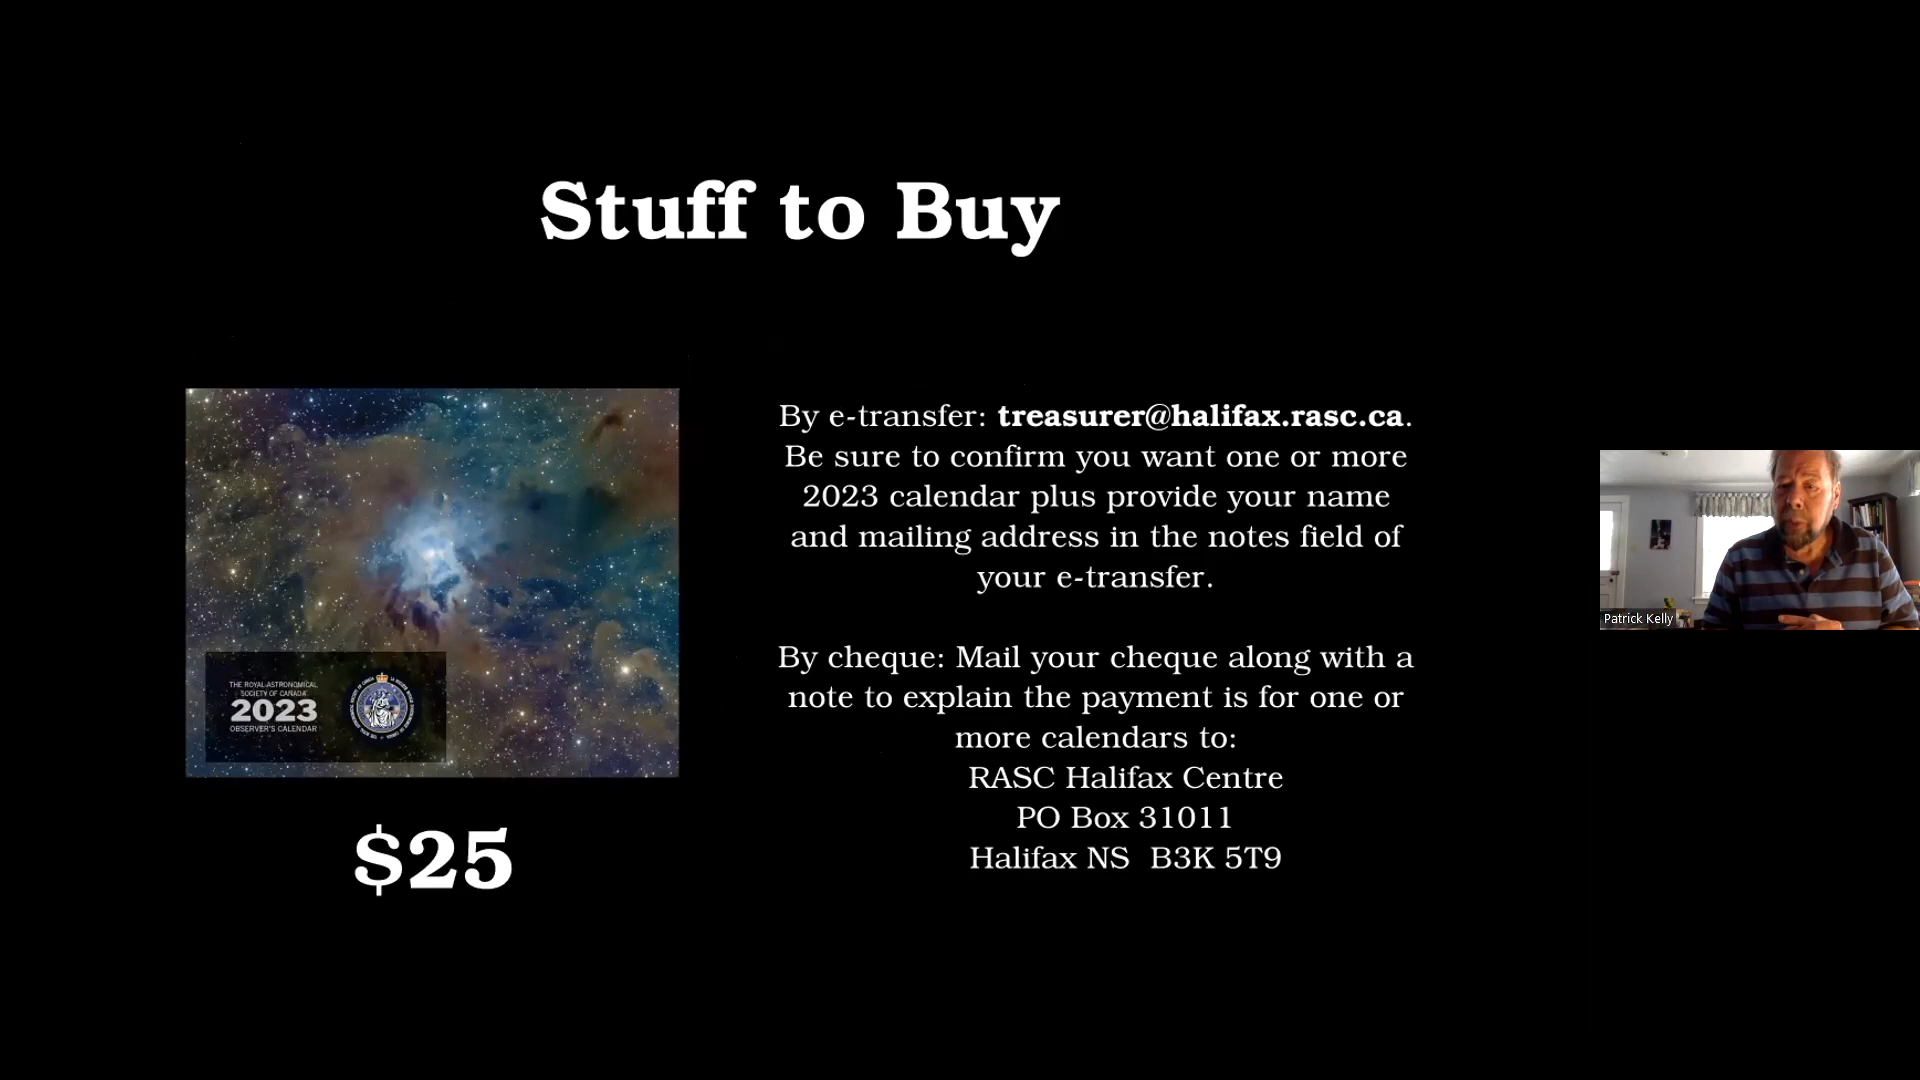 Stuff to Buy
By e-transfer: treasurer@halifax.rasc.ca.
Be sure to confirm you want one or more
2023 calendar plus provide your name
and mailing address in the notes field of
your e-transfer.
By cheque: Mail your cheque along with a
note to explain the payment is for one or
more calendars to:
RASC Halifax Centre
PO Box 31011
Halifax NS  B3K 5T9
THE ROYAL ASTRONOMICAL
SOCIETY OF CANADA
2023
OBSERVER'S CALENDAR
$25
Patrick Kelly